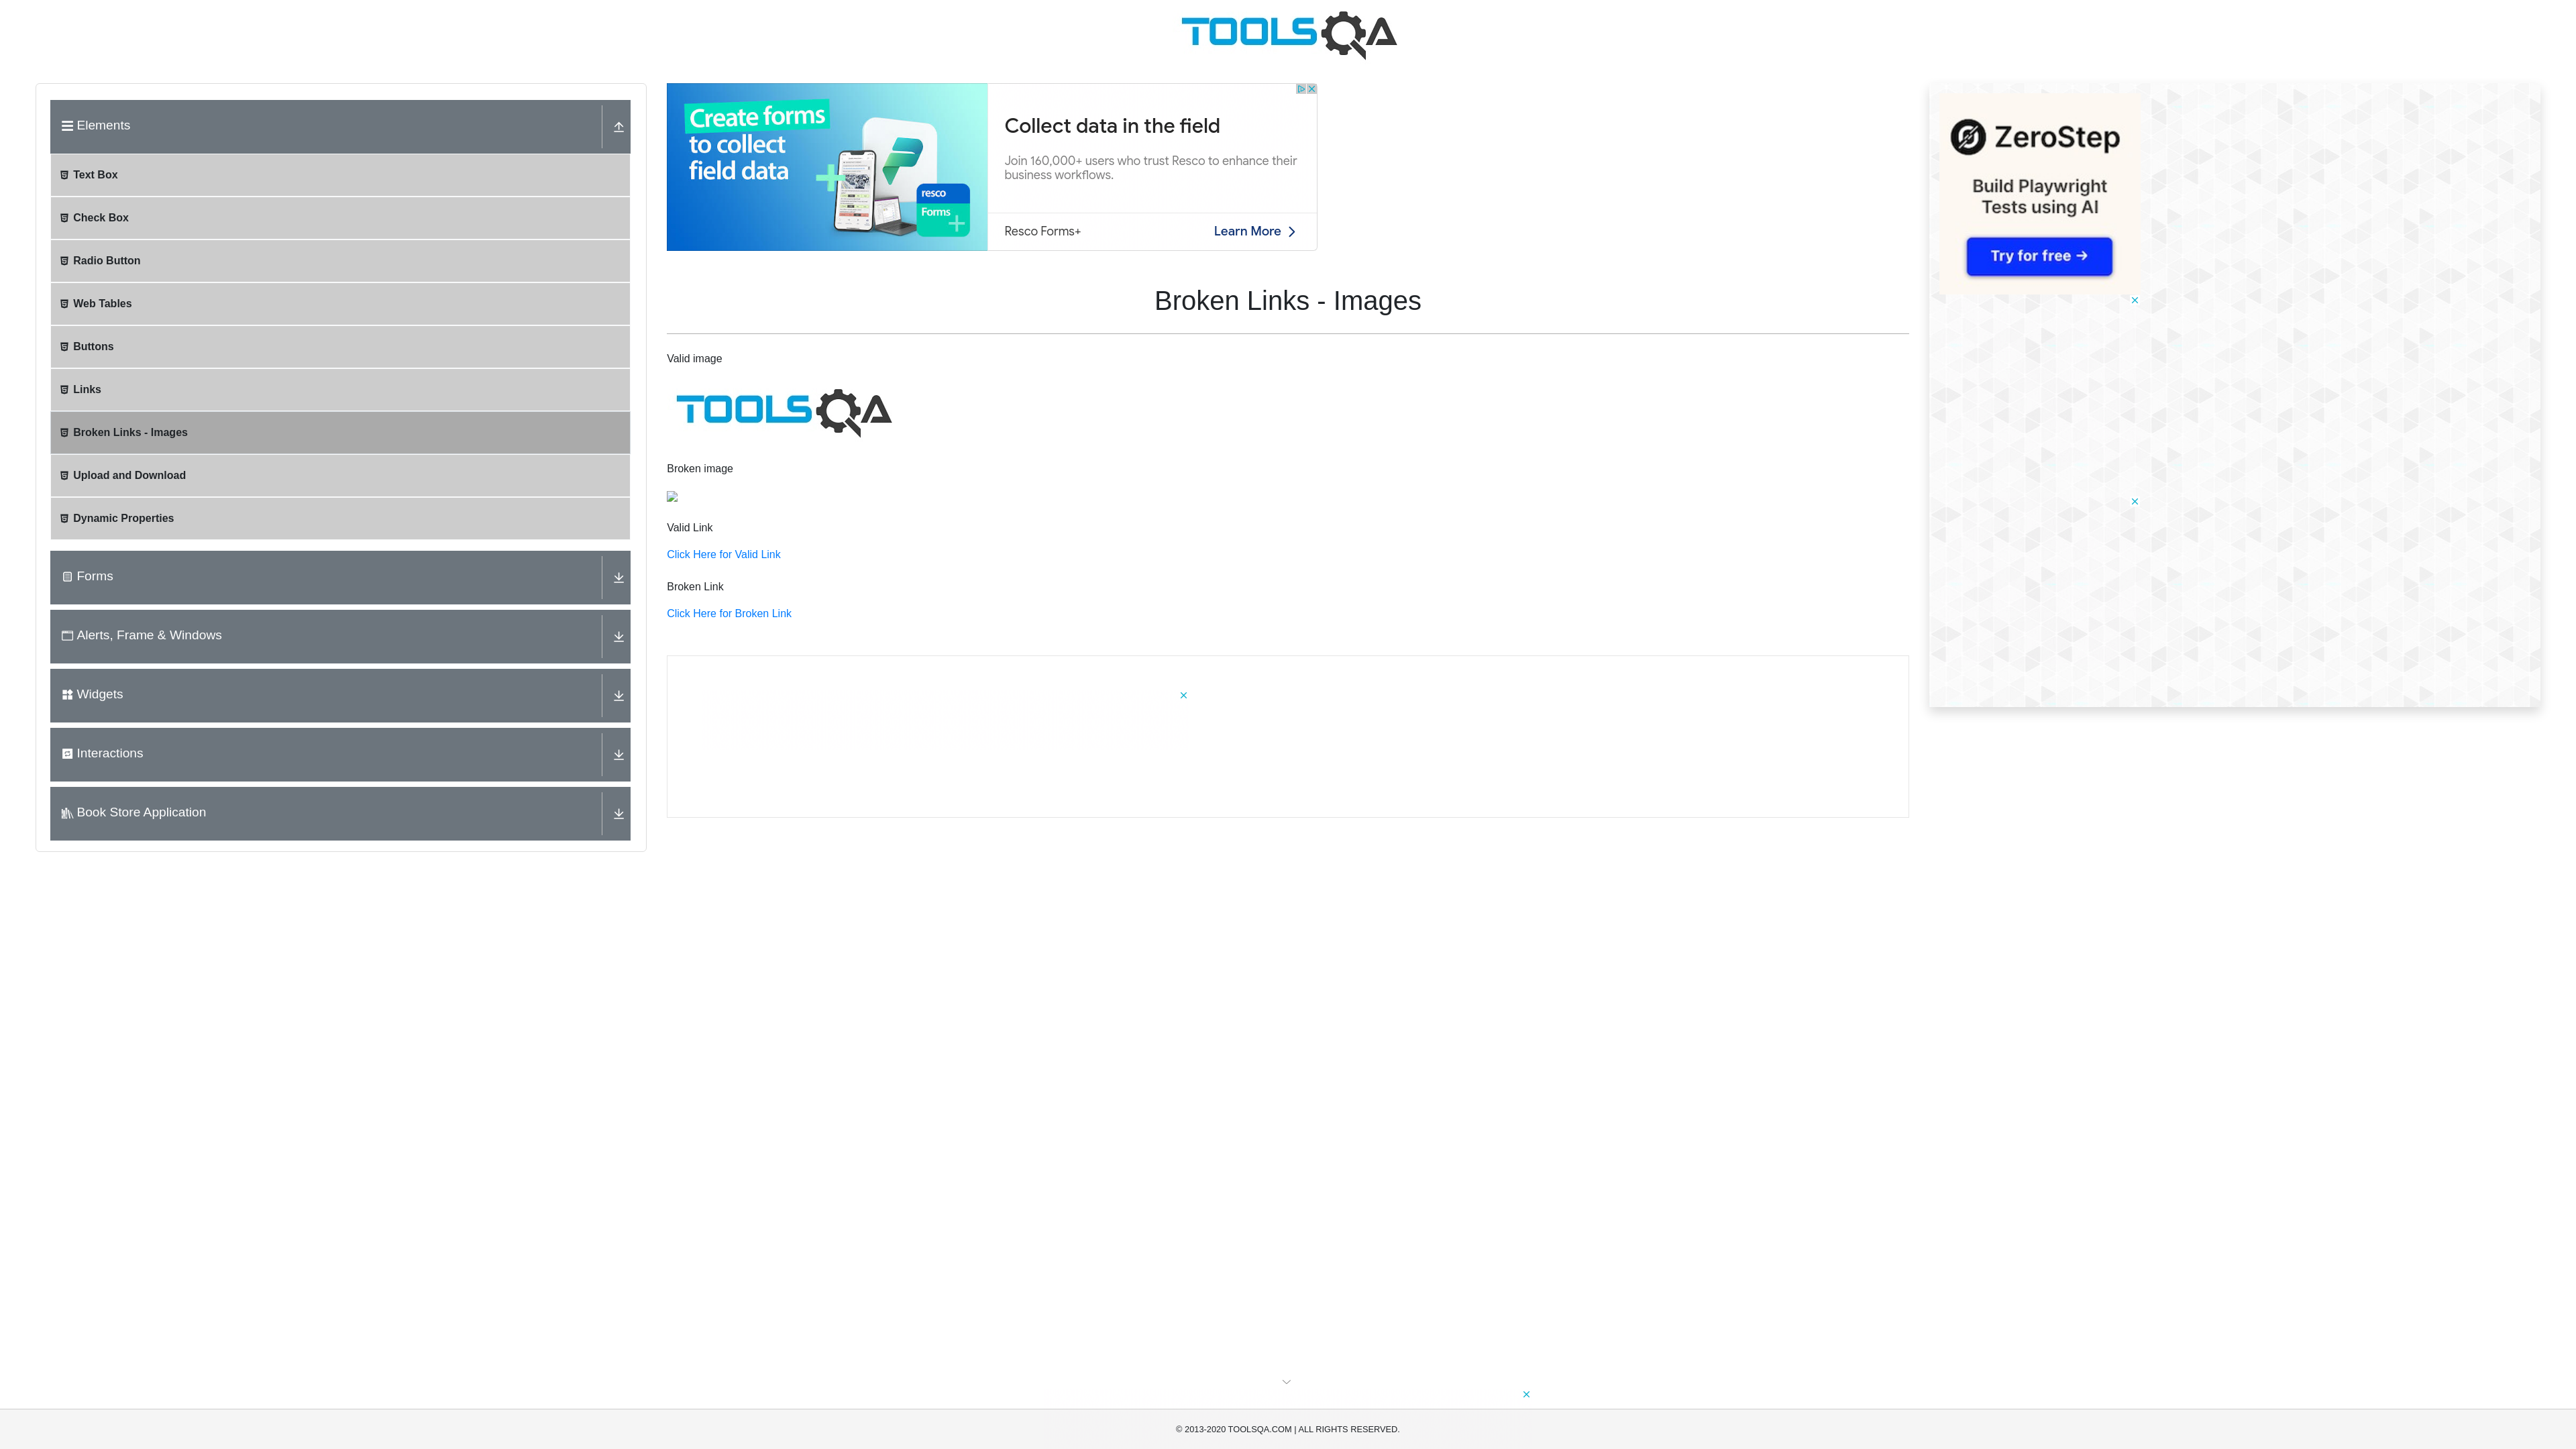 TOOLSQA
Elements
Text Box
Check Box
Radio Button
Web Tables
Buttons
Links
Broken Links - Images
Upload and Download
Dynamic Properties
Forms
Alerts, Frame & Windows
Widgets
Interactions
Book Store Application
Create forms
to collect
field data
resco
Forms
Collect data in the field
Join 160,000+ users who trust Resco to enhance their
business workflows.
Resco Forms+
Learn More
Broken Links - Images
Valid image
TOOLSQA
Broken image
Valid Link
Click Here for Valid Link
Broken Link
Click Here for Broken Link
ZeroStep
Build Playwright
Tests using AI
Try for free →
© 2013-2020 TOOLSQA.COM | ALL RIGHTS RESERVED.